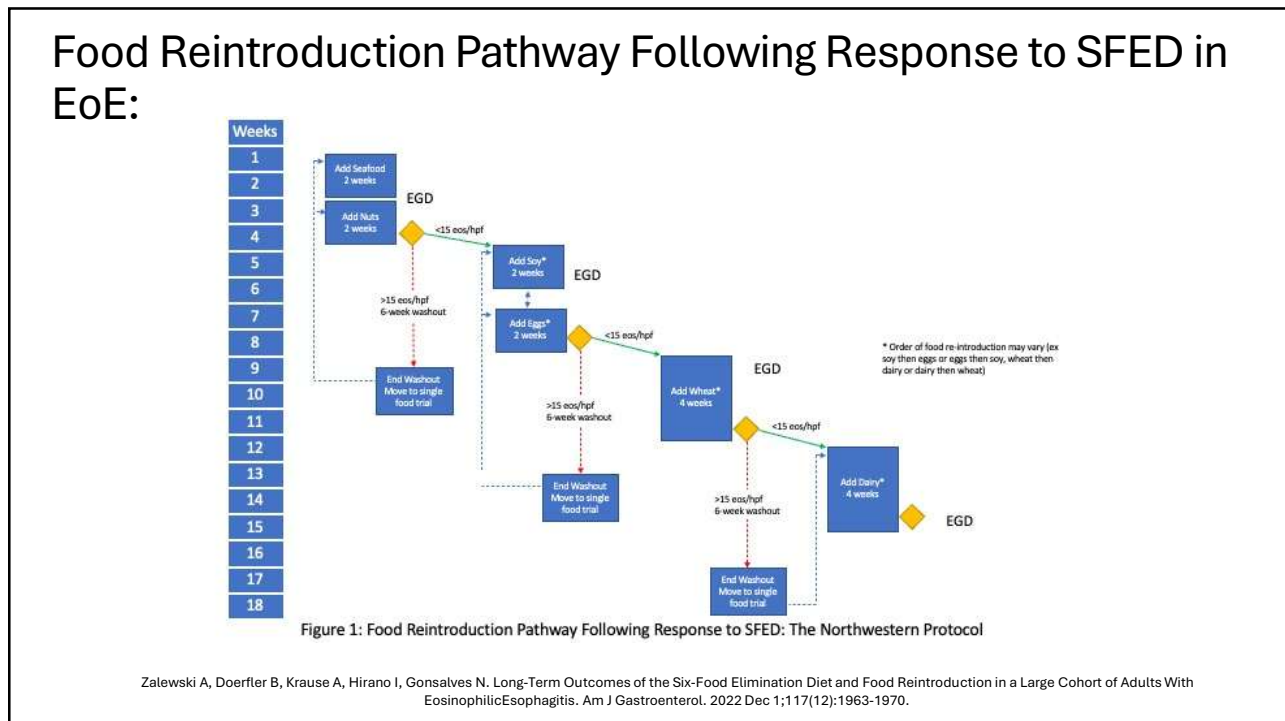 Food Reintroduction Pathway Following Response to SFED in
EoE:
Weeks
1
2
3
4
5
6
7
8
9
10
11
12
13
14
15
16
17
18
Add Seafood
2 weeks
EGD
Add Nuts
2 weeks
<15 eos/hpf
Add Soy*
2 weeks
EGD
>15 eos/hpf
6-week washout
Add Eggs*
2 weeks
<15 eos/hpf
* Order of food re-introduction may vary (ex
soy then eggs or eggs then soy, wheat then
dairy or dairy then wheat)
End Washout
Move to single
food trial
EGD
Add Wheat*
4 weeks
>15 eos/hpf
6-week washout
<15 eos/hpf
End Washout
Move to single
food trial
Add Dairy*
4 weeks
>15 eos/hpf
6-week washout
EGD
End Washout
Move to single
food trial
Figure 1: Food Reintroduction Pathway Following Response to SFED: The Northwestern Protocol
Zalewski A, Doerfler B, Krause A, Hirano I, Gonsalves N. Long-Term Outcomes of the Six-Food Elimination Diet and Food Reintroduction in a Large Cohort of Adults With
EosinophilicEsophagitis. Am J Gastroenterol. 2022 Dec 1;117(12):1963-1970.